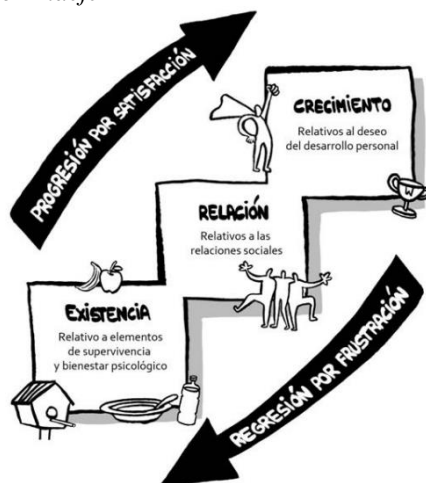 PROGRESIÓN POR SATISFACCIÓN
CRECIMIENTO
Relativos al deseo
del desarrollo personal
RELACIÓN
Relativos a las
relaciones sociales
EXISTENCIA
Relativo a elementos
de supervivencia
y bienestar psicológico
REGRESIÓN POR FRUSTRACIÓN
W